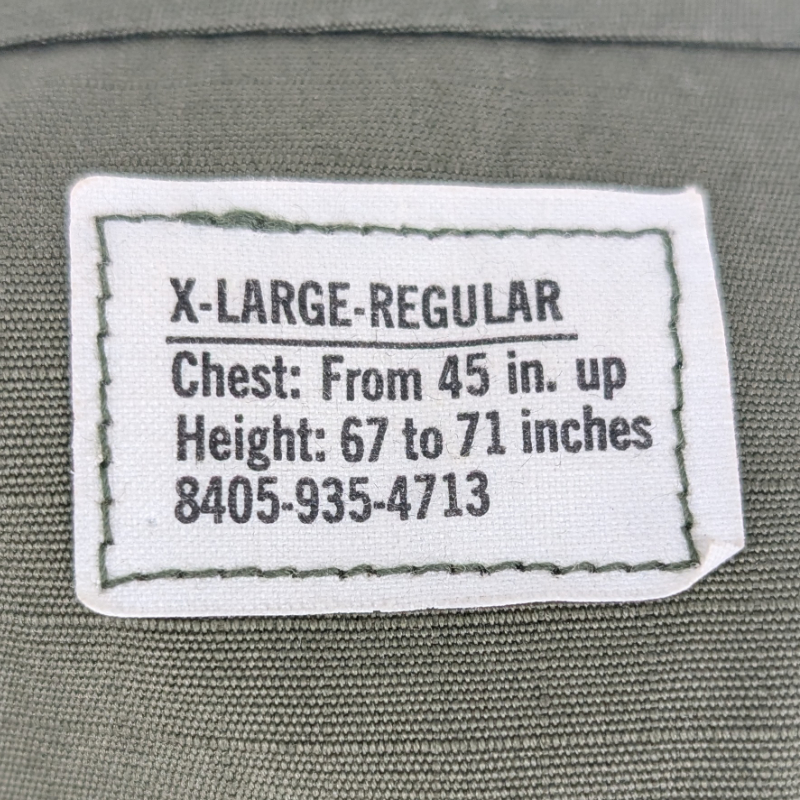 X-LARGE-REGULAR
Chest: From 45 in. up
Height: 67 to 71 inches
8405-935-4713